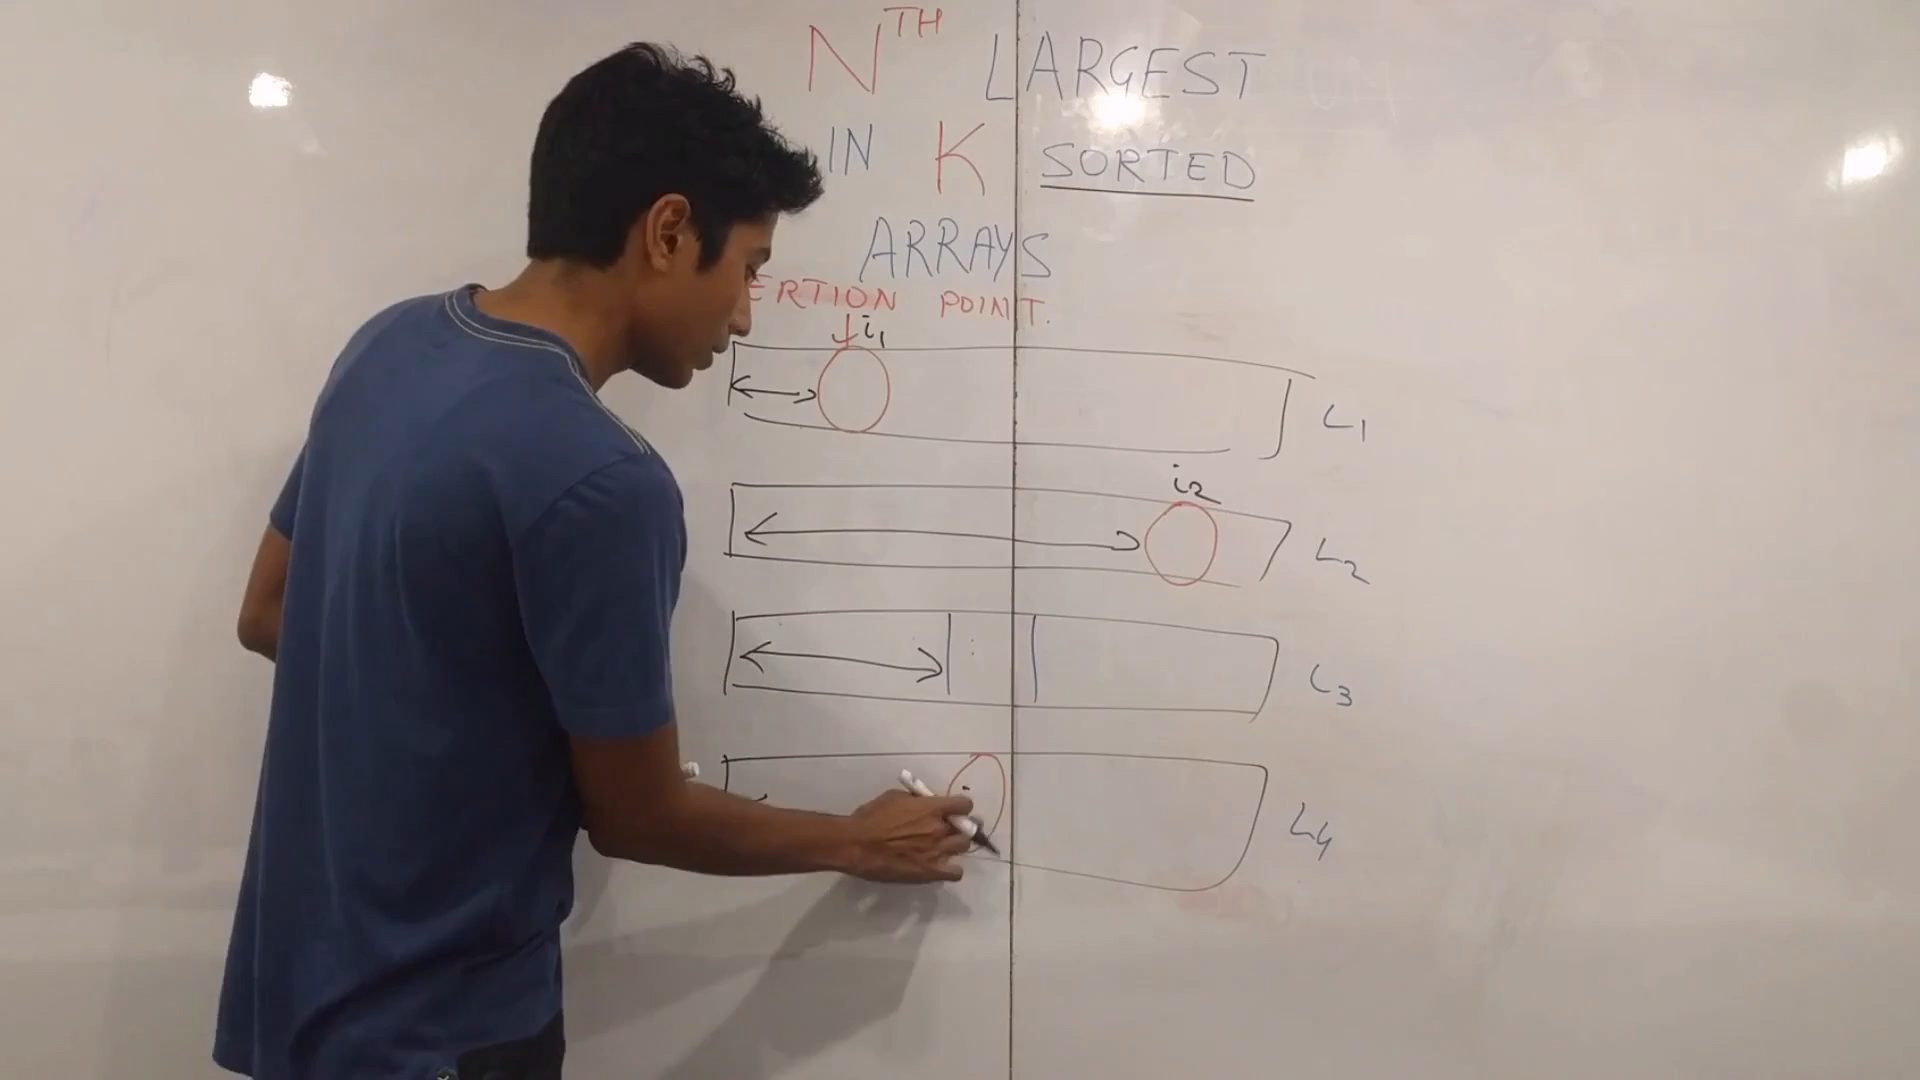 NTH LARGEST
IN K SORTED
ARRAYS
ERTION POINT.
i1
L1
i2
L2
L3
L4